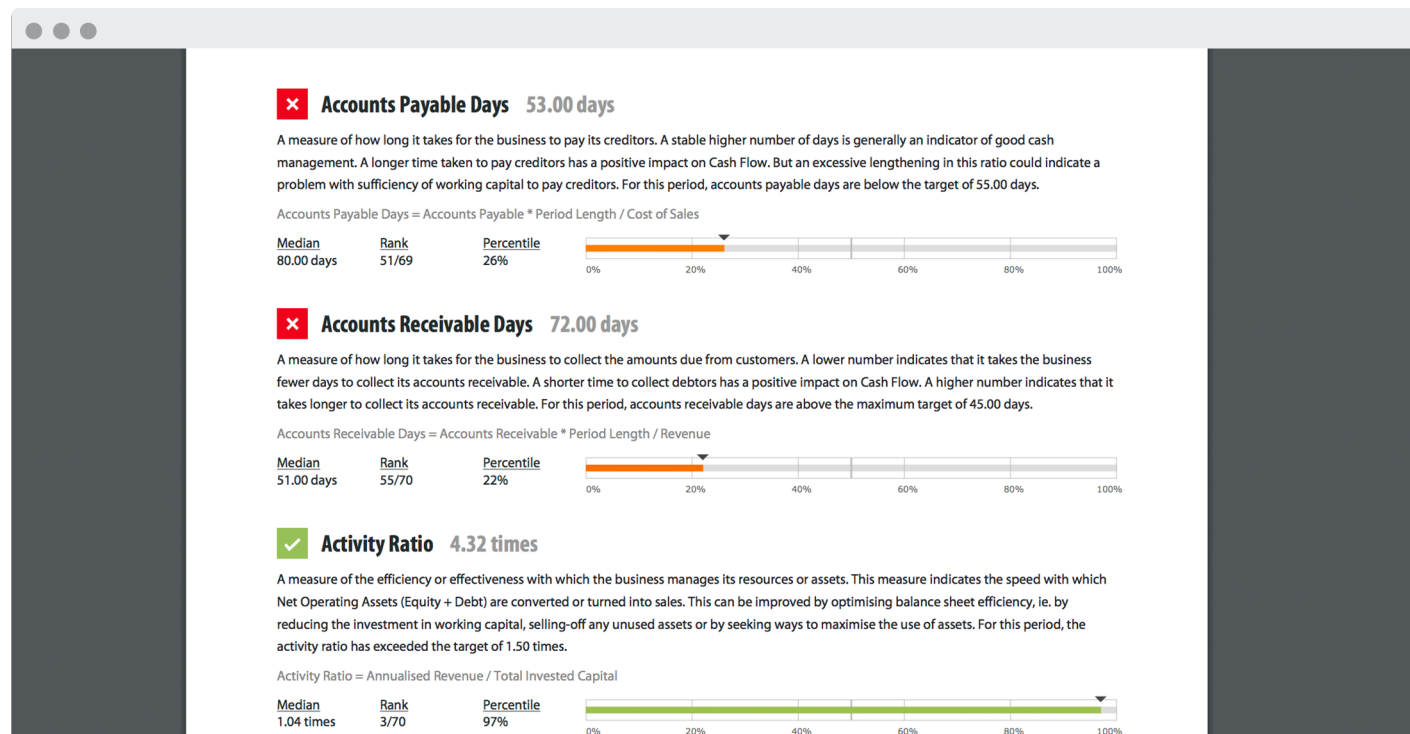 Accounts Payable Days 53.00 days
A measure of how long it takes for the business to pay its creditors. A stable higher number of days is generally an indicator of good cash
management. A longer time taken to pay creditors has a positive impact on Cash Flow. But an excessive lengthening in this ratio could indicate a
problem with sufficiency of working capital to pay creditors. For this period, accounts payable days are below the target of 55.00 days.
Accounts Payable Days = Accounts Payable * Period Length / Cost of Sales
Median Rank Percentile
80.00 days 51/69 26%
0% 20% 40% 60% 80% 100%
Accounts Receivable Days 72.00 days
A measure of how long it takes for the business to collect the amounts due from customers. A lower number indicates that it takes the business
fewer days to collect its accounts receivable. A shorter time to collect debtors has a positive impact on Cash Flow. A higher number indicates that it
takes longer to collect its accounts receivable. For this period, accounts receivable days are above the maximum target of 45.00 days.
Accounts Receivable Days = Accounts Receivable * Period Length / Revenue
Median Rank Percentile
51.00 days 55/70 22%
0% 20% 40% 60% 80% 100%
Activity Ratio 4.32 times
A measure of the efficiency or effectiveness with which the business manages its resources or assets. This measure indicates the speed with which
Net Operating Assets (Equity + Debt) are converted or turned into sales. This can be improved by optimising balance sheet efficiency, ie. by
reducing the investment in working capital, selling-off any unused assets or by seeking ways to maximise the use of assets. For this period, the
activity ratio has exceeded the target of 1.50 times.
Activity Ratio = Annualised Revenue / Total Invested Capital
Median Rank Percentile
1.04 times 3/70 97%
0% 20% 40% 60% 80% 100%